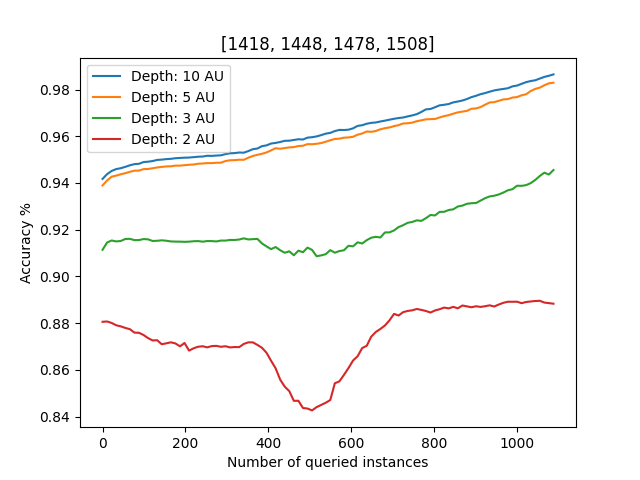 [1418, 1448, 1478, 1508]
Depth: 10 AU
Depth: 5 AU
Depth: 3 AU
Depth: 2 AU
Accuracy %
0.98
0.96
0.94
0.92
0.90
0.88
0.86
0.84
0 200 400 600 800 1000
Number of queried instances